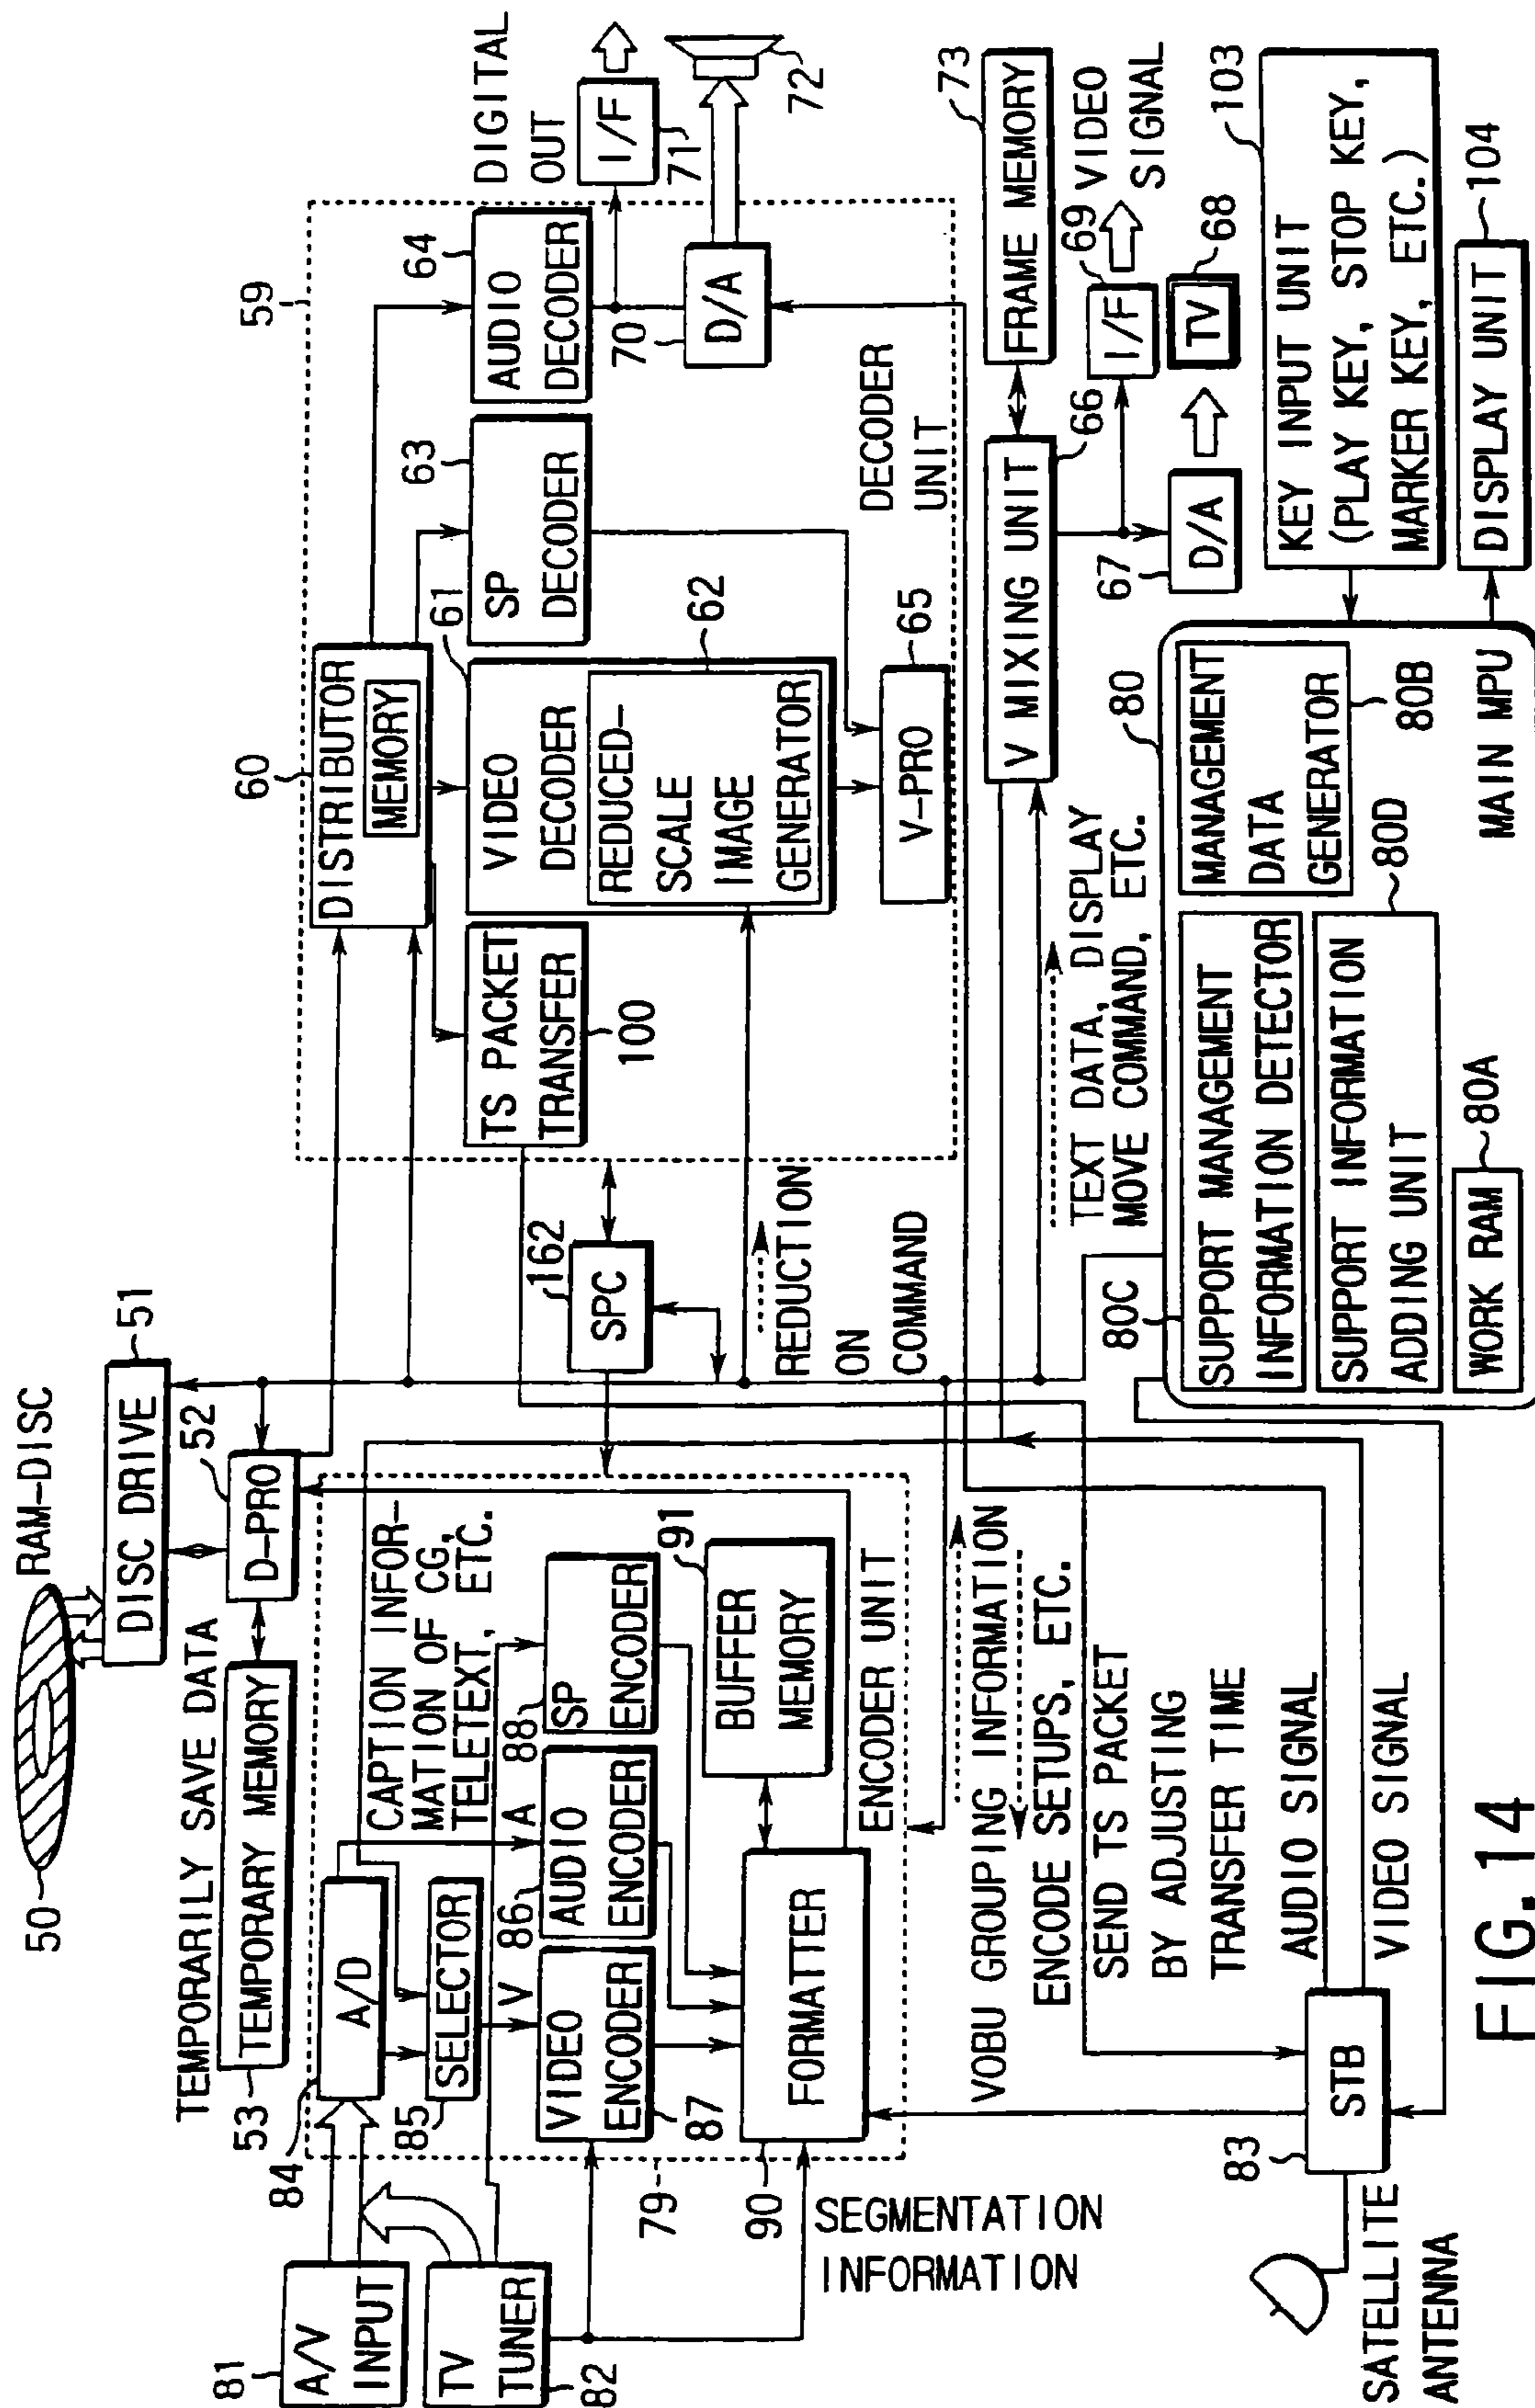 RAM-DISC
50
DISC DRIVE
51
TEMPORARILY SAVE DATA
53
TEMPORARY MEMORY
D-PRO
52
81
A/V
INPUT
TV
TUNER
82
84
A/D
CAPTION INFOR-
MATION OF CG,
TELETEXT, ETC.
85
SELECTOR
V
A
VIDEO
ENCODER
87
86
AUDIO
ENCODER
88
SP
ENCODER
91
BUFFER
MEMORY
79
90
FORMATTER
ENCODER UNIT
SEGMENTATION
INFORMATION
VOBU GROUPING INFORMATION
ENCODE SETUPS, ETC.
SEND TS PACKET
BY ADJUSTING
TRANSFER TIME
AUDIO SIGNAL
VIDEO SIGNAL
83
STB
SATELLITE
ANTENNA
162
SPC
REDUCTION
ON
COMMAND
59
60
DISTRIBUTOR
MEMORY
TS PACKET
TRANSFER
100
61
VIDEO
DECODER
REDUCED-
SCALE
IMAGE
GENERATOR
62
63
SP
DECODER
64
AUDIO
DECODER
V-PRO
65
DECODER
UNIT
70
D/A
DIGITAL
OUT
I/F
71
72
73
FRAME MEMORY
V MIXING UNIT
66
TEXT DATA, DISPLAY
MOVE COMMAND, ETC.
I/F
69
VIDEO
SIGNAL
67
D/A
TV
68
80
80C
SUPPORT MANAGEMENT
INFORMATION DETECTOR
MANAGEMENT
DATA
GENERATOR
80B
SUPPORT INFORMATION
ADDING UNIT
80D
WORK RAM
80A
MAIN MPU
KEY INPUT UNIT
(PLAY KEY, STOP KEY,
MARKER KEY, ETC.)
103
DISPLAY UNIT
104
FIG.14